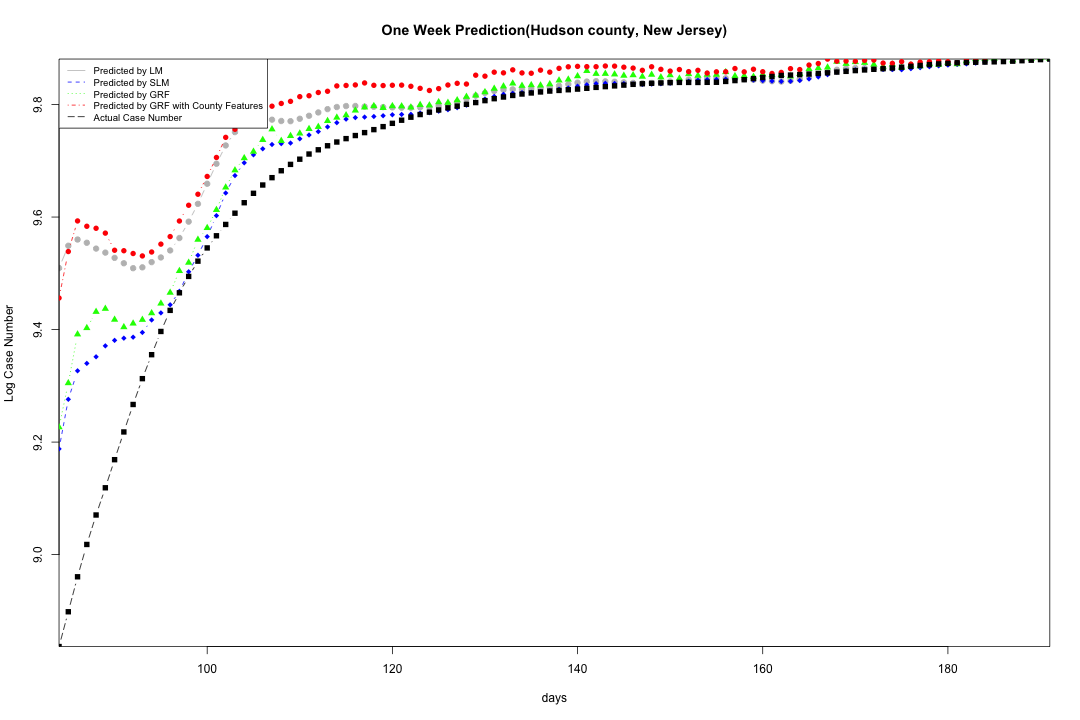 One Week Prediction(Hudson county, New Jersey)
Predicted by LM
Predicted by SLM
Predicted by GRF
Predicted by GRF with County Features
Actual Case Number
Log Case Number
9.8
9.6
9.4
9.2
9.0
100 120 140 160 180
days